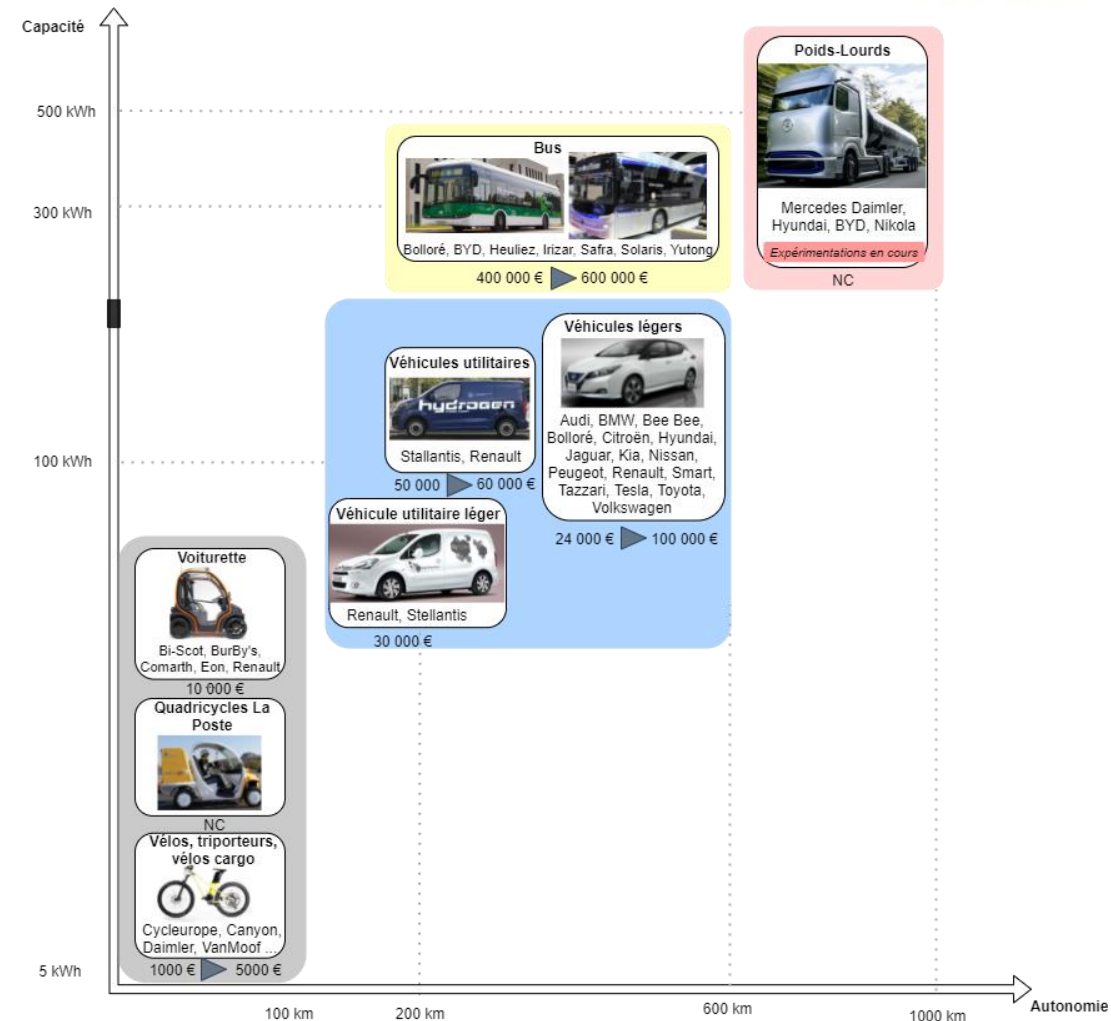 Capacité
500 kWh
300 kWh
100 kWh
5 kWh
Poids-Lourds
Mercedes Daimler,
Hyundai, BYD, Nikola
Expérimentations en cours
NC
Bus
Bolloré, BYD, Heuliez, Irizar, Safra, Solaris, Yutong
400 000 € 600 000 €
Véhicules légers
Audi, BMW, Bee Bee,
Bolloré, Citroën, Hyundai,
Jaguar, Kia, Nissan,
Peugeot, Renault, Smart,
Tazzari, Tesla, Toyota,
Volkswagen
24 000 € 100 000 €
Véhicules utilitaires
hydrogen
Stallantis, Renault
50 000 60 000 €
Véhicule utilitaire léger
Renault, Stellantis
30 000 €
Voiturette
Bi-Scot, BurBy's,
Comarth, Eon, Renault
10 000 €
Quadricycles La
Poste
NC
Vélos, triporteurs,
vélos cargo
Cycleurope, Canyon,
Daimler, VanMoof ...
1000 € 5000 €
100 km
200 km
600 km
1000 km
Autonomie